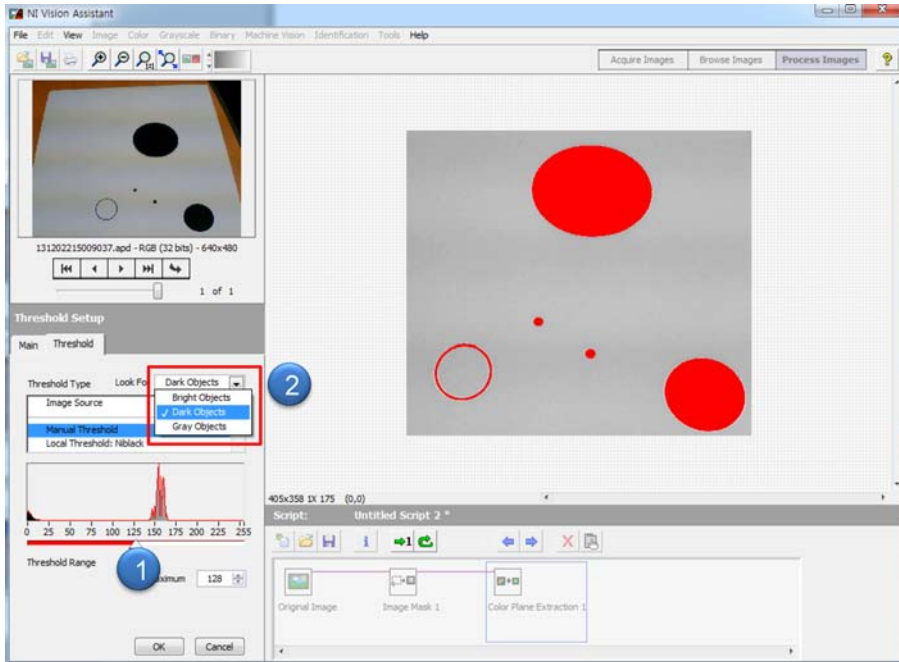 NI Vision Assistant
File Edit View Image Color Grayscale Binary Machine Vision Identification Tools Help
Acquire Images Browse Images Process Images
131202215009037.apd - RGB (32 bits) - 640x480
1 of 1
Threshold Setup
Main Threshold
Threshold Type Look Fo Dark Objects
Bright Objects
✓ Dark Objects
Gray Objects
Image Source
Manual Threshold
Local Threshold: Niblack
2
0 25 50 75 100 125 150 175 200 225 255
1
Threshold Range
ximum 128
OK Cancel
405x358 1X 175 (0,0)
Script: Untitled Script 2 *
Original Image Image Mask 1 Color Plane Extraction 1